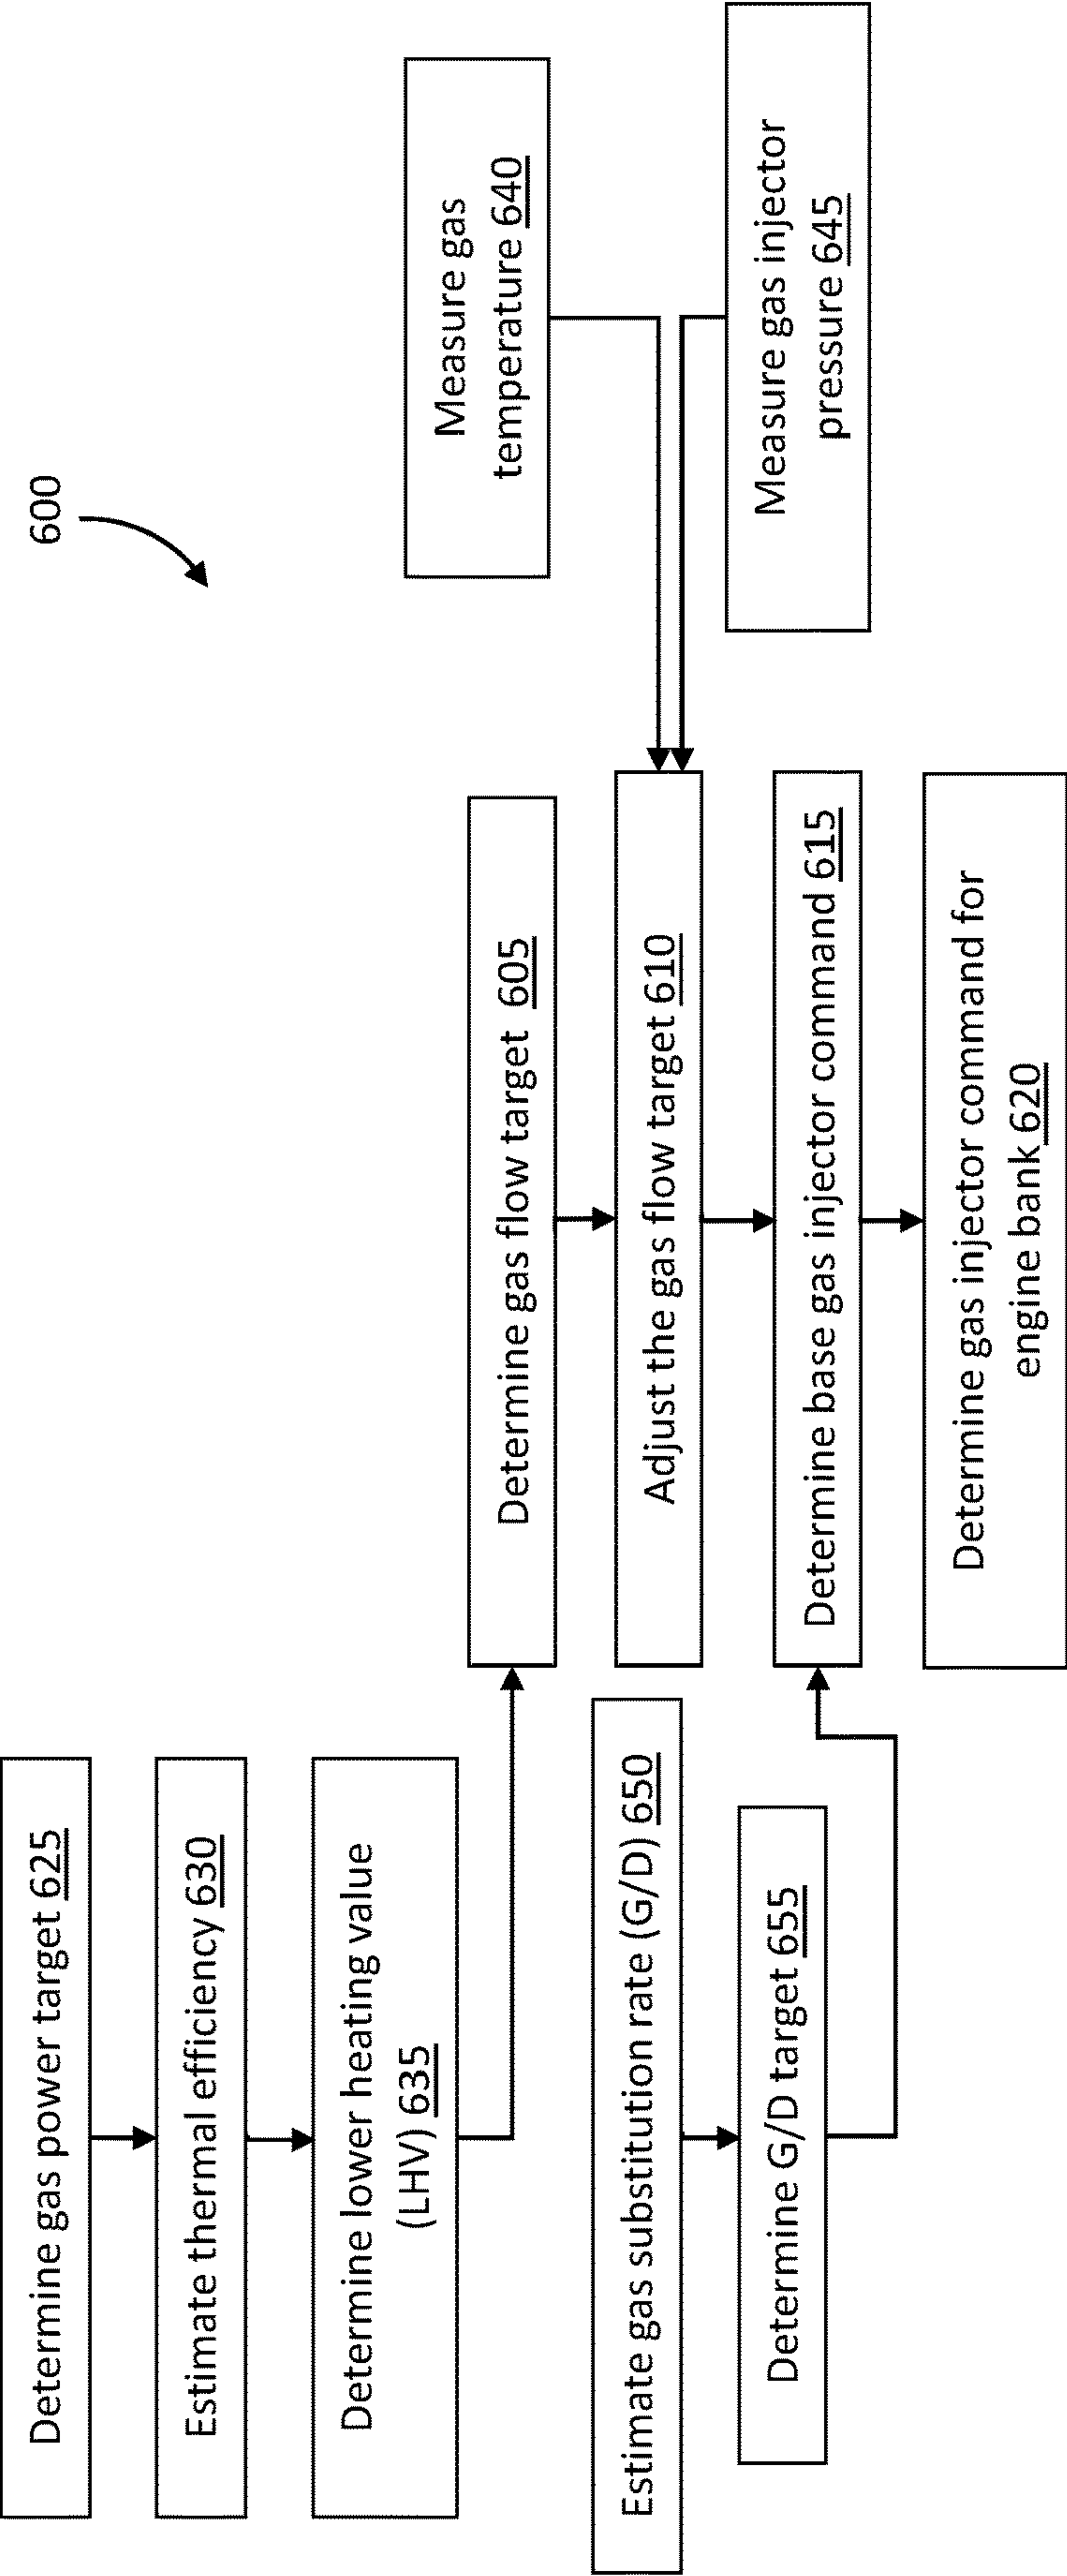 600
Determine gas power target 625
Estimate thermal efficiency 630
Determine lower heating value
(LHV) 635
Estimate gas substitution rate (G/D) 650
Determine G/D target 655
Determine gas flow target 605
Adjust the gas flow target 610
Determine base gas injector command 615
Determine gas injector command for
engine bank 620
Measure gas
temperature 640
Measure gas injector
pressure 645